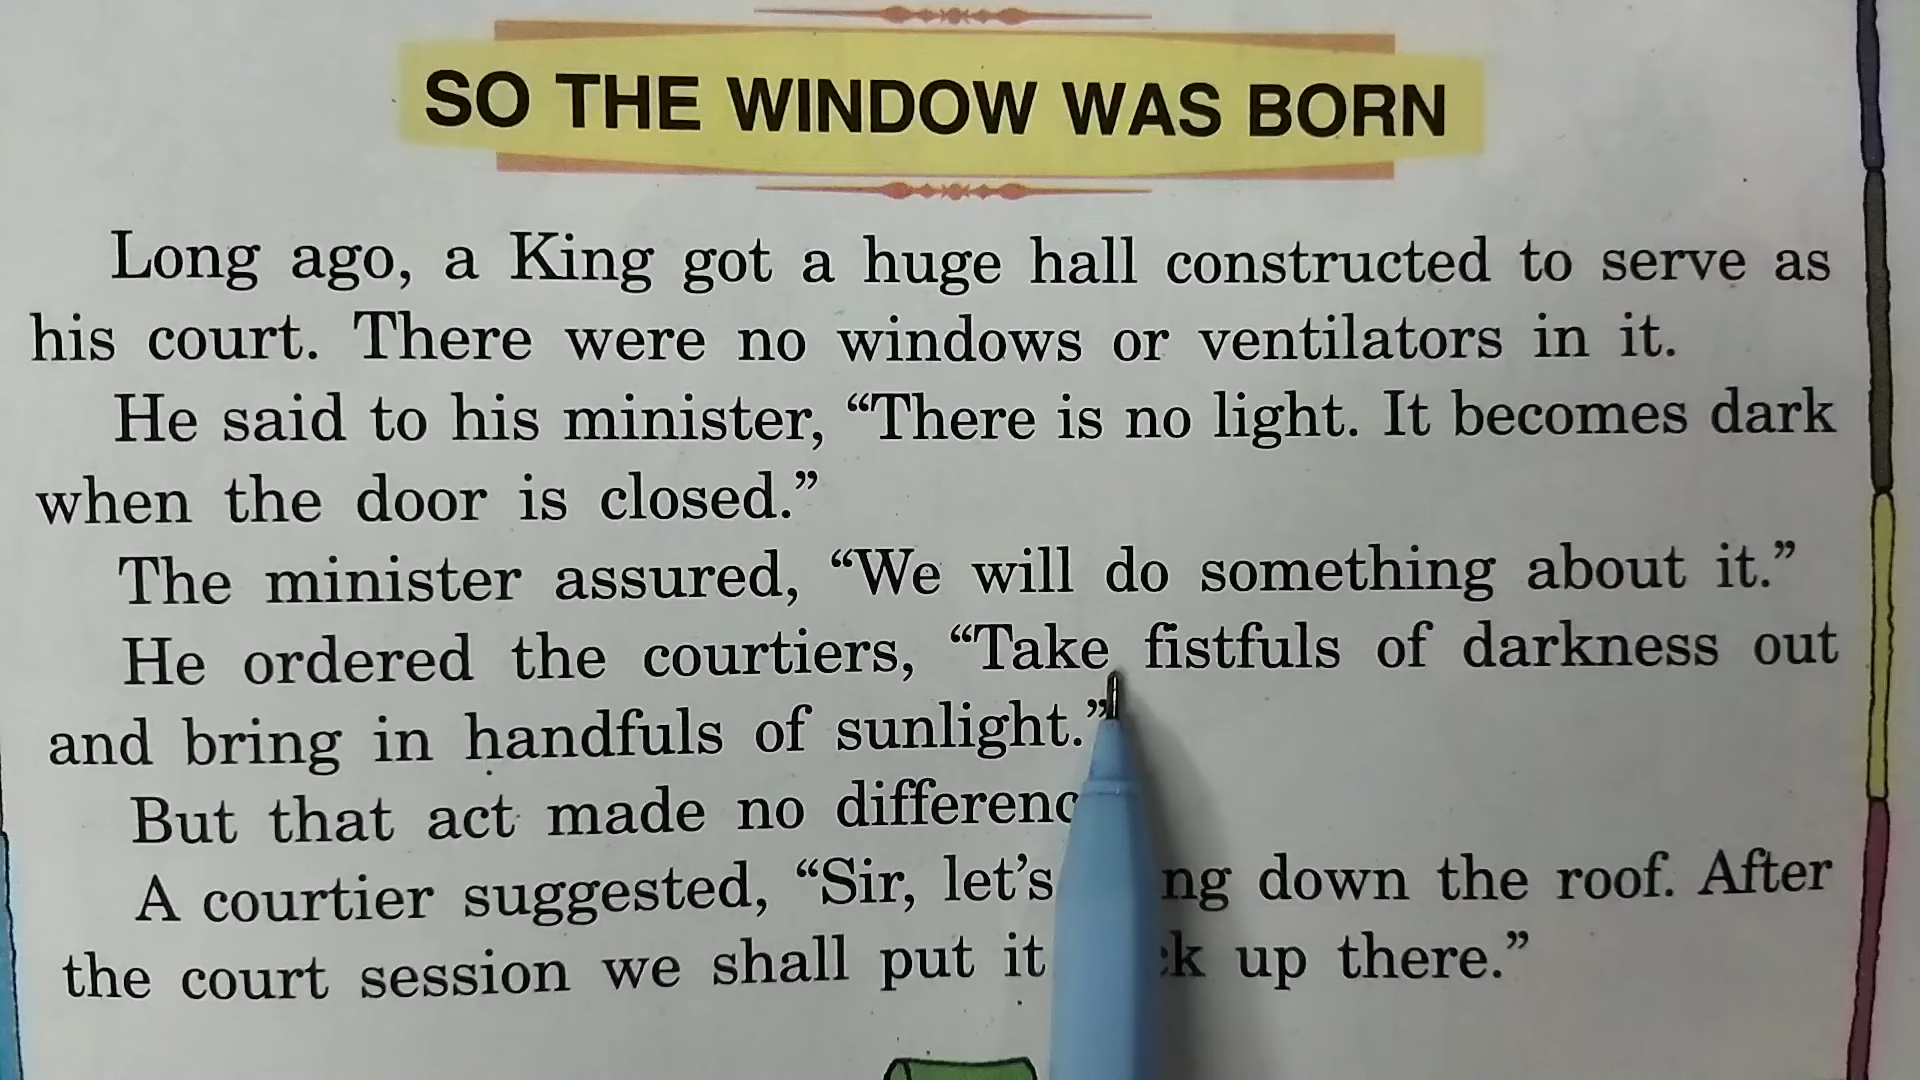 SO THE WINDOW WAS BORN
Long ago, a King got a huge hall constructed to serve as
his court. There were no windows or ventilators in it.
He said to his minister, “There is no light. It becomes dark
when the door is closed.”
The minister assured, “We will do something about it.”
He ordered the courtiers, “Take fistfuls of darkness out
and bring in handfuls of sunlight.”
But that act made no
A courtier suggested, “Sir, let’s down the roof. After
the court session we shall put it up there.”